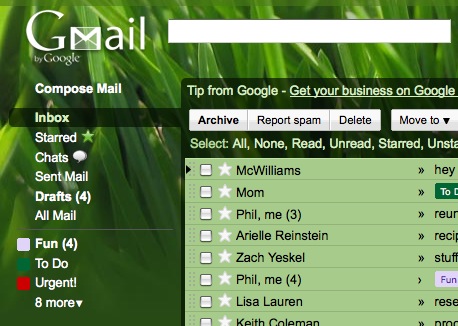 Gmail
by Google
Compose Mail
Tip from Google - Get your business on Google
Inbox
Archive Report spam Delete Move to ▾
Starred
Select: All, None, Read, Unread, Starred, Unsta
Chats
Sent Mail
Drafts (4)
All Mail
Fun (4)
To Do
Urgent!
8 more▾
McWilliams » hey
Mom » To D
Phil, me (3) » reun
Arielle Reinstein » recip
Zach Yeskel » stuff
Phil, me (4) › Fun
Lisa Lauren » rese
Keith Coleman » prod